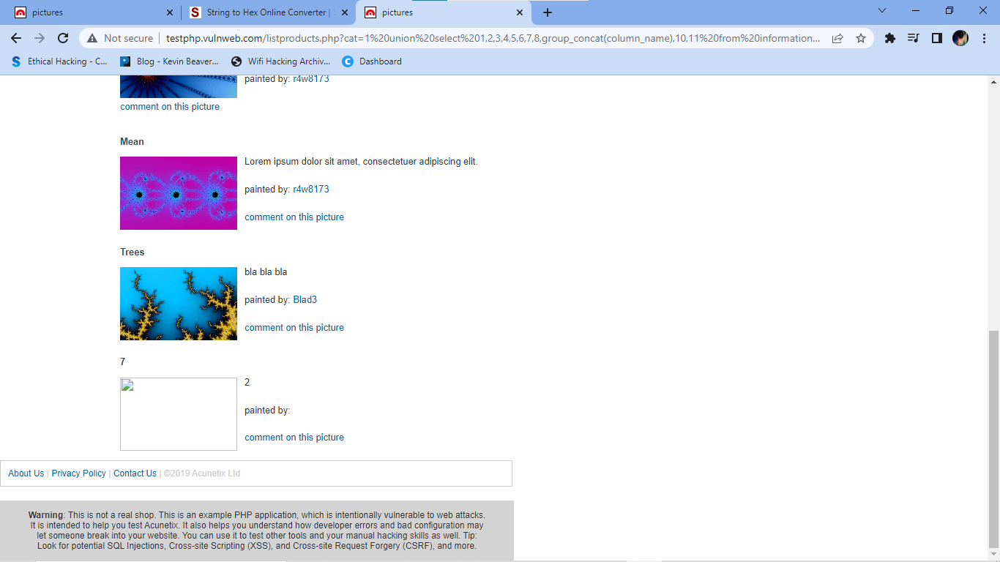 pictures
String to Hex Online Converter |
pictures
Not secure
testphp.vulnweb.com/listproducts.php?cat=1%20union%20select%201,2,3,4,5,6,7,8,group_concat(column_name),10,11%20from%20information...
Ethical Hacking - C...
Blog - Kevin Beaver...
Wifi Hacking Archiv...
Dashboard
painted by: r4w8173
comment on this picture
Mean
Lorem ipsum dolor sit amet, consectetuer adipiscing elit.
painted by: r4w8173
comment on this picture
Trees
bla bla bla
painted by: Blad3
comment on this picture
7
2
painted by:
comment on this picture
About Us | Privacy Policy | Contact Us | ©2019 Acunetix Ltd
Warning: This is not a real shop. This is an example PHP application, which is intentionally vulnerable to web attacks.
It is intended to help you test Acunetix. It also helps you understand how developer errors and bad configuration may
let someone break into your website. You can use it to test other tools and your manual hacking skills as well. Tip:
Look for potential SQL Injections, Cross-site Scripting (XSS), and Cross-site Request Forgery (CSRF), and more.